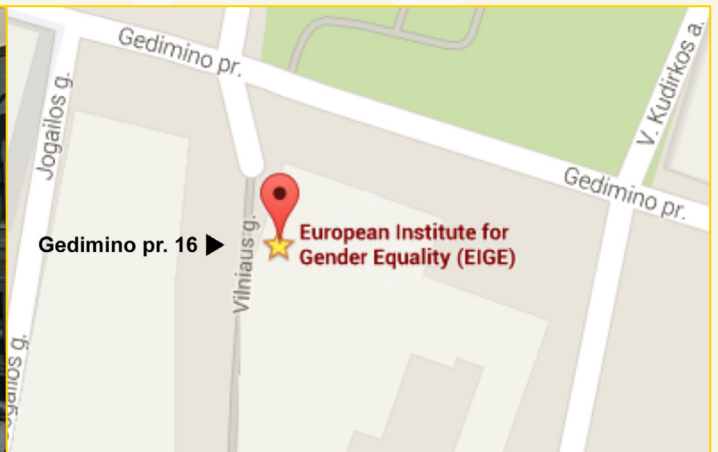 Gedimino pr.
V. Kudirkos a.
Jogailos g.
Gedimino pr.
Gedimino pr. 16
Vilniaus g.
European Institute for
Gender Equality (EIGE)
Jogailos g.